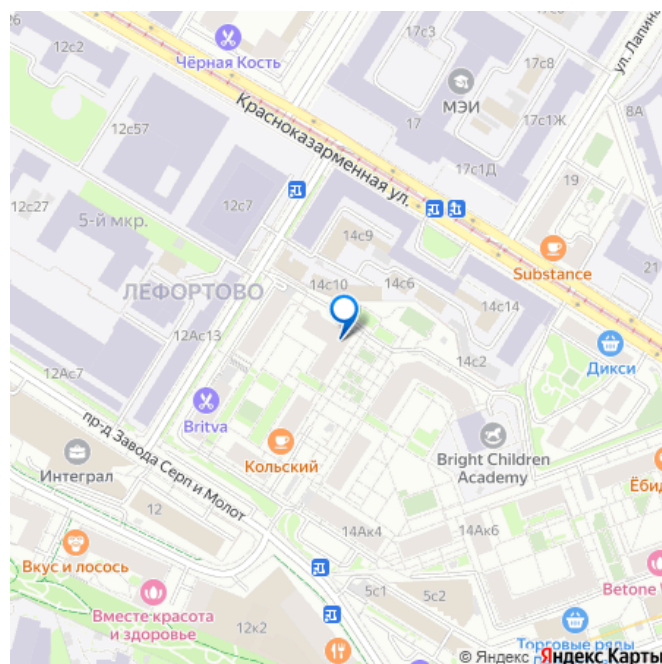 12с2
Чёрная Кость
17с3
ул. Лапина
17с8
МЭИ
8А
17
17с1Ж
12с57
Красноказарменная ул.
17с1Д
19
12с27
12с7
5-й мкр.
14с9
Substance
21
ЛЕФОРТОВО
14с10
14с6
14с14
12Ас13
14с2
Дикси
12Ас7
Britva
пр-д Завода Серп и Молот
Кольский
Bright Children
Academy
Интеграл
12
14Ак4
14Ак6
Вкус и лосось
5с1
5с2
Betone
Вместе красота
и здоровье
12к2
Торговые ряды
© Яндекс
Яндекс Карты